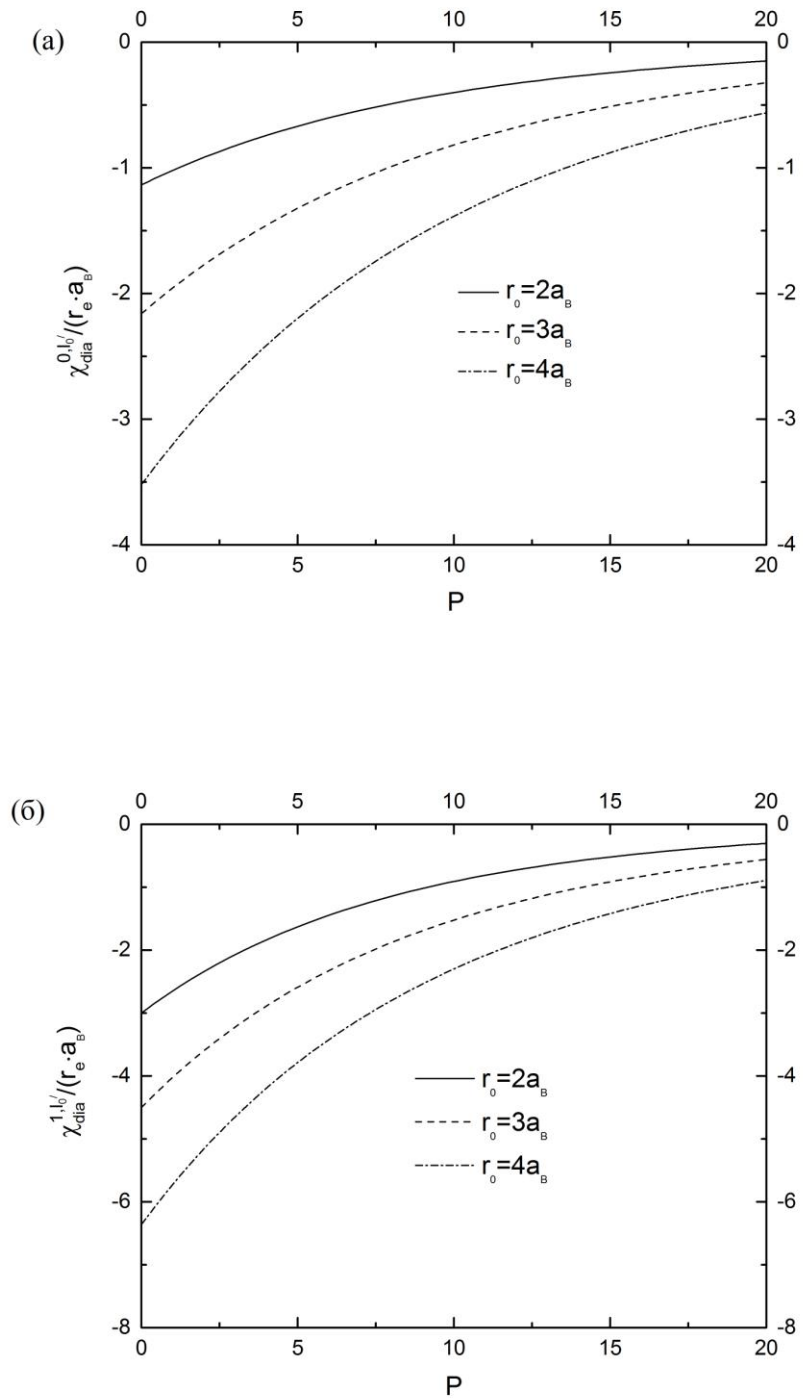 (а)
0 5 10 15 20
0 0
-1 -1
-2 -2
-3 -3
-4 -4
χ_dia^{0,l_0'}/(r_e·a_B)
r_0=2a_B
r_0=3a_B
r_0=4a_B
0 5 10 15 20
P
(б)
0 5 10 15 20
0 0
-2 -2
-4 -4
-6 -6
-8 -8
χ_dia^{1,l_0'}/(r_e·a_B)
r_0=2a_B
r_0=3a_B
r_0=4a_B
0 5 10 15 20
P